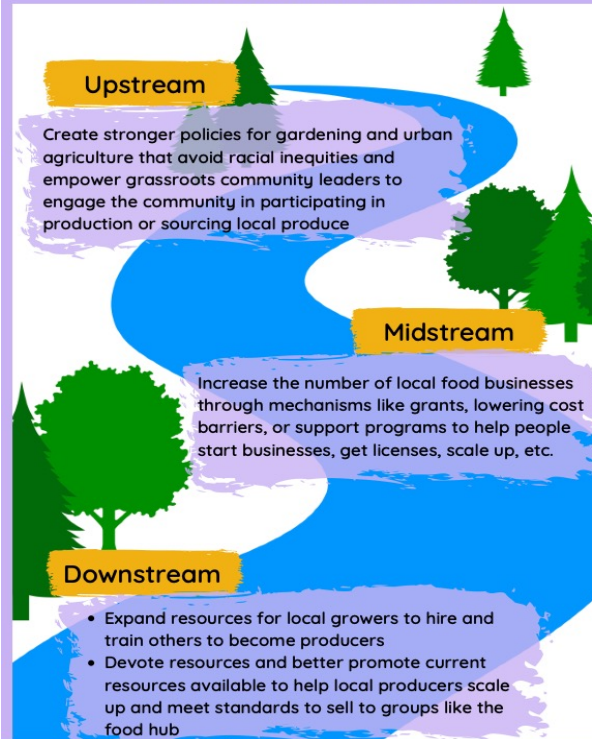 Upstream
Create stronger policies for gardening and urban
agriculture that avoid racial inequities and
empower grassroots community leaders to
engage the community in participating in
production or sourcing local produce
Midstream
Increase the number of local food businesses
through mechanisms like grants, lowering cost
barriers, or support programs to help people
start businesses, get licenses, scale up, etc.
Downstream
• Expand resources for local growers to hire and
train others to become producers
• Devote resources and better promote current
resources available to help local producers scale
up and meet standards to sell to groups like the
food hub